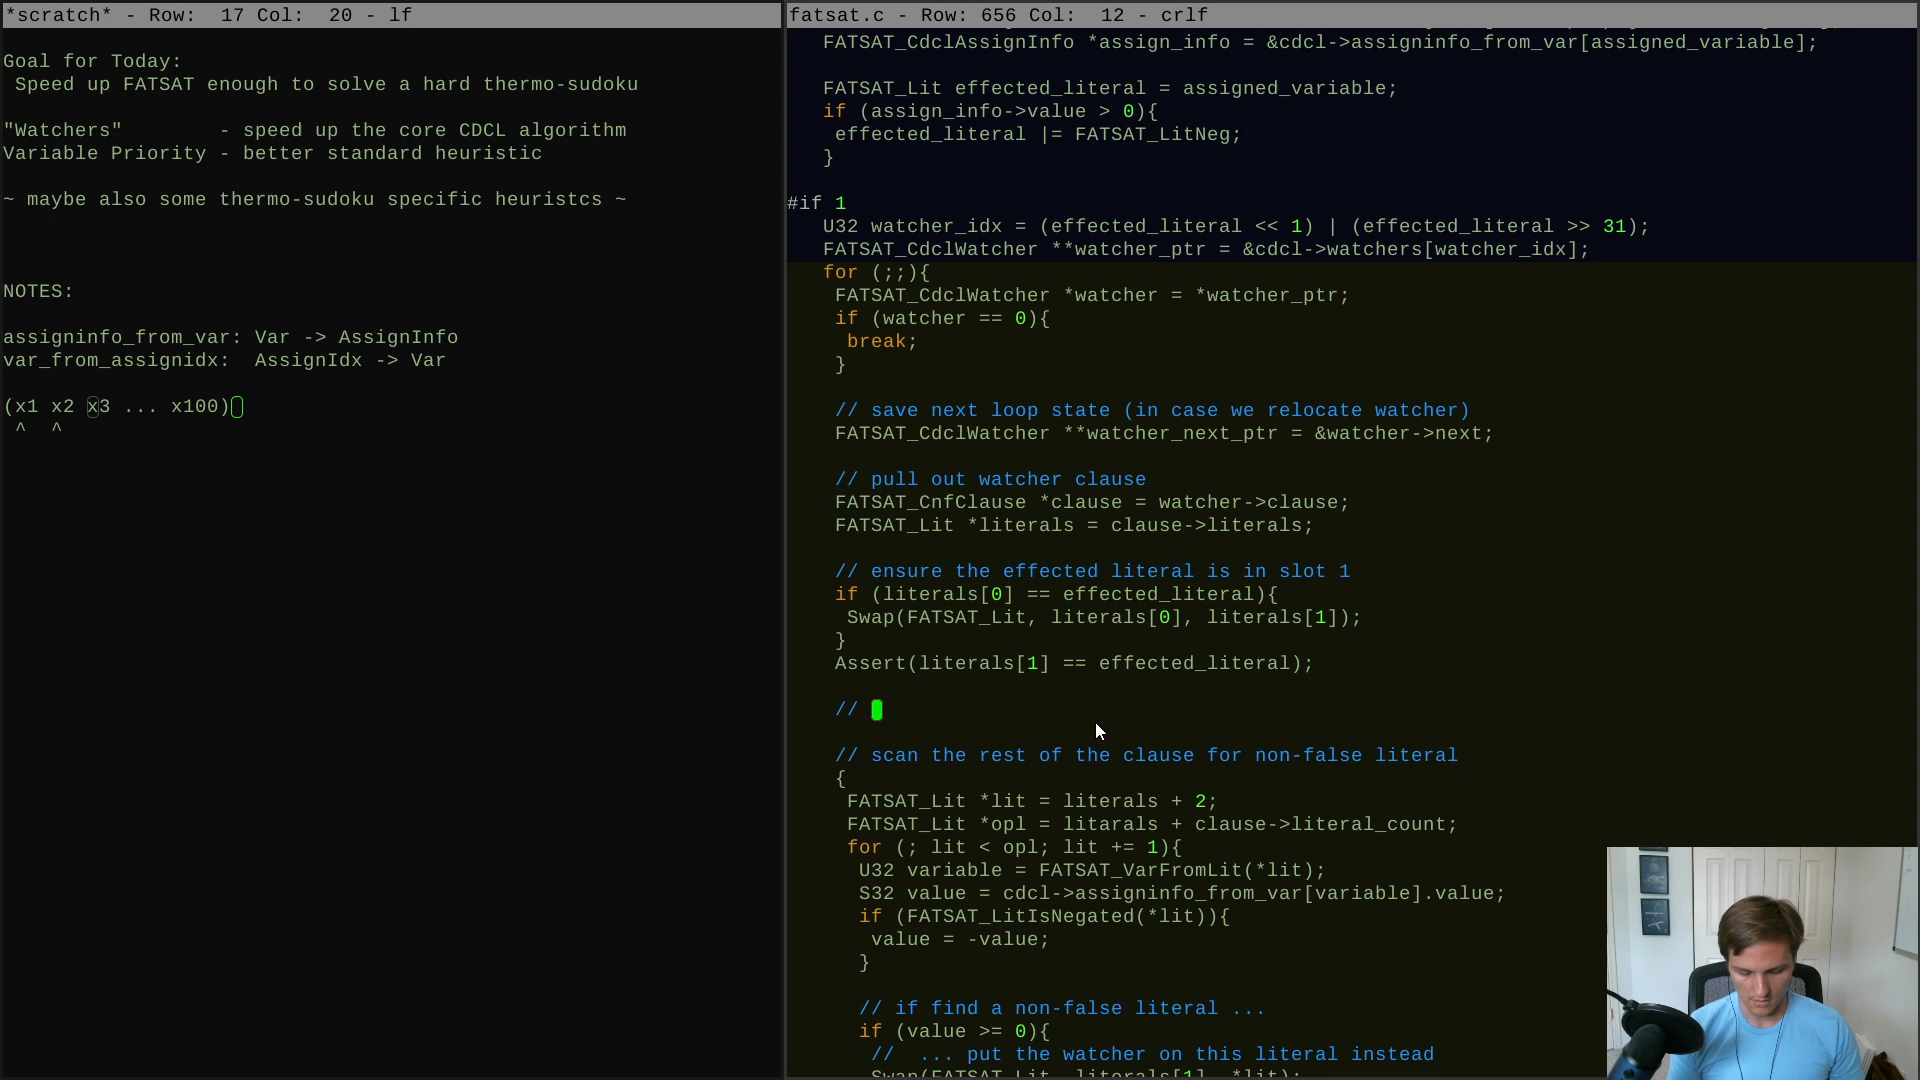 *scratch* - Row:  17 Col:  20 - lf
Goal for Today:
 Speed up FATSAT enough to solve a hard thermo-sudoku
"Watchers"        - speed up the core CDCL algorithm
Variable Priority - better standard heuristic
~ maybe also some thermo-sudoku specific heuristcs ~
NOTES:
assigninfo_from_var: Var -> AssignInfo
var_from_assignidx:  AssignIdx -> Var
(x1 x2 x3 ... x100)
 ^  ^
fatsat.c - Row: 656 Col:  12 - crlf
FATSAT_CdclAssignInfo *assign_info = &cdcl->assigninfo_from_var[assigned_variable];
FATSAT_Lit effected_literal = assigned_variable;
if (assign_info->value > 0){
 effected_literal |= FATSAT_LitNeg;
}
#if 1
U32 watcher_idx = (effected_literal << 1) | (effected_literal >> 31);
FATSAT_CdclWatcher **watcher_ptr = &cdcl->watchers[watcher_idx];
for (;;){
 FATSAT_CdclWatcher *watcher = *watcher_ptr;
 if (watcher == 0){
  break;
 }
 // save next loop state (in case we relocate watcher)
 FATSAT_CdclWatcher **watcher_next_ptr = &watcher->next;
 // pull out watcher clause
 FATSAT_CnfClause *clause = watcher->clause;
 FATSAT_Lit *literals = clause->literals;
 // ensure the effected literal is in slot 1
 if (literals[0] == effected_literal){
  Swap(FATSAT_Lit, literals[0], literals[1]);
 }
 Assert(literals[1] == effected_literal);
 //
 // scan the rest of the clause for non-false literal
 {
  FATSAT_Lit *lit = literals + 2;
  FATSAT_Lit *opl = litarals + clause->literal_count;
  for (; lit < opl; lit += 1){
   U32 variable = FATSAT_VarFromLit(*lit);
   S32 value = cdcl->assigninfo_from_var[variable].value;
   if (FATSAT_LitIsNegated(*lit)){
    value = -value;
   }
   // if find a non-false literal ...
   if (value >= 0){
    //  ... put the watcher on this literal instead
    Swap(FATSAT_Lit, literals[1], *lit);